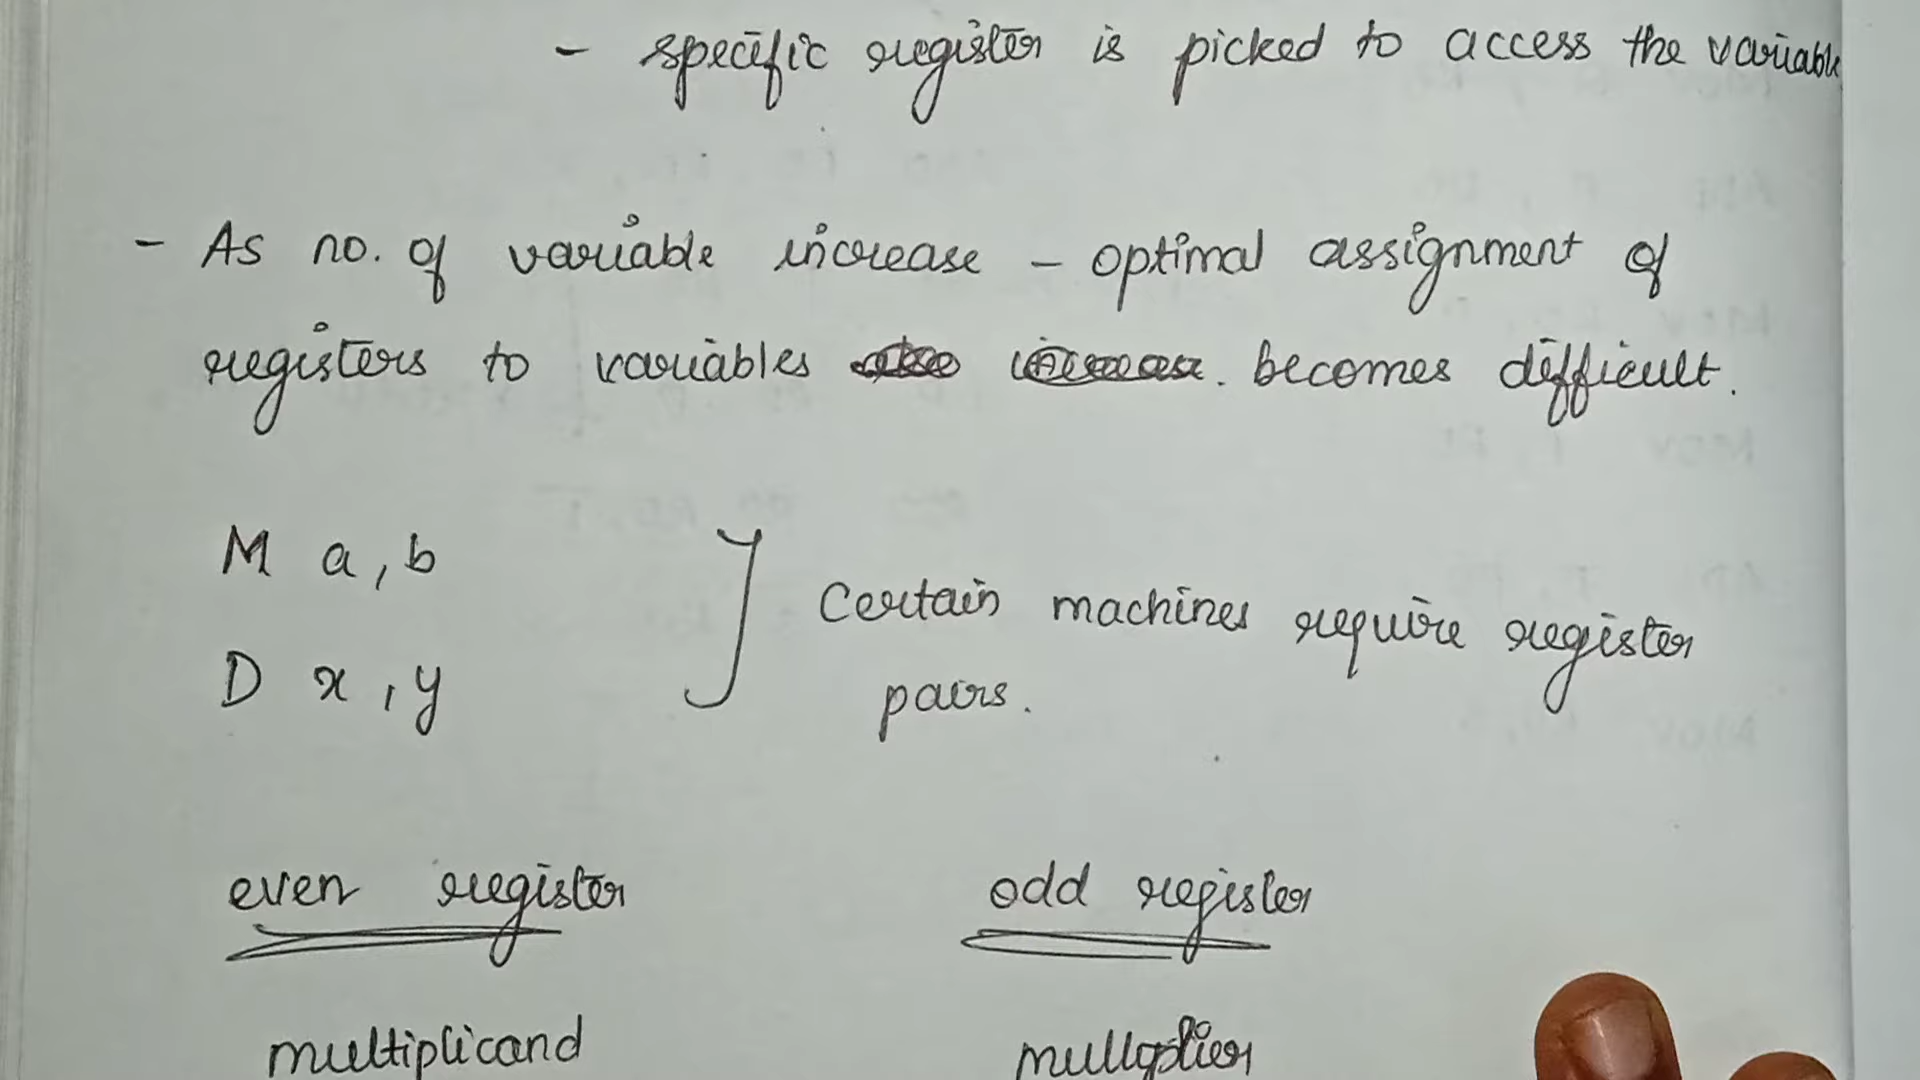 - specific register is picked to access the variable
- As no. of variable increase - optimal assignment of
registers to variables becomes difficult.
M a, b
D x, y
Certain machines require register
pairs.
even register odd register
multiplicand multiplier